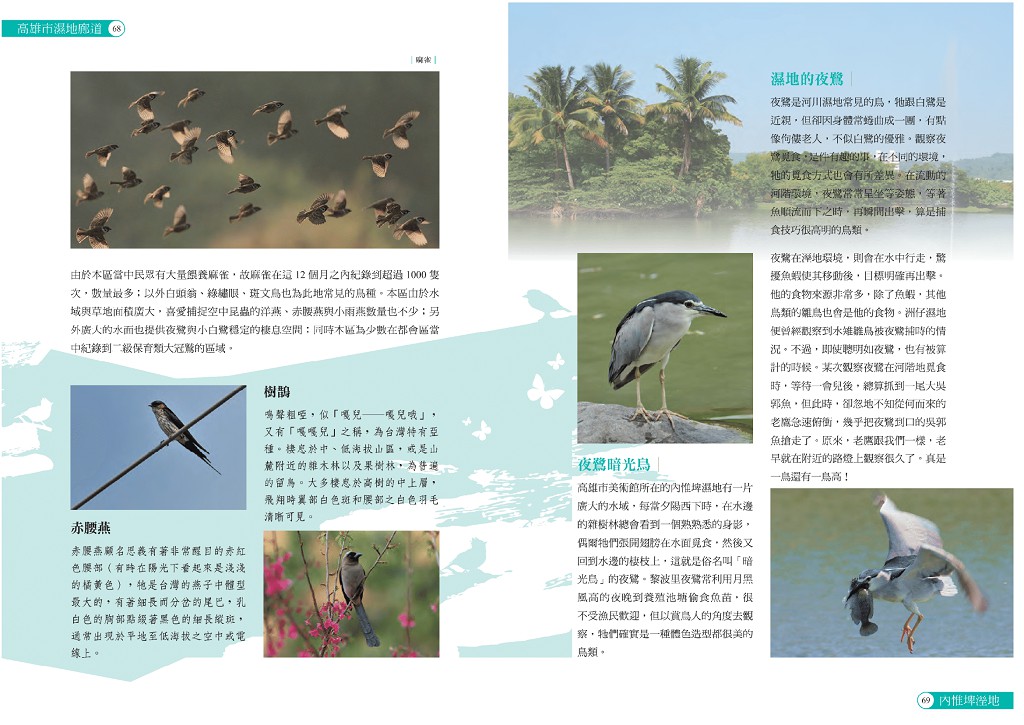 高雄市濕地廊道 68
麻雀
由於本區當中民眾有大量餵養麻雀，故麻雀在這 12 個月之內紀錄到超過 1000 隻
次，數量最多；以外白頭翁、綠繡眼、斑文鳥也為此地常見的鳥種。本區由於水
域與草地面積廣大，喜愛捕捉空中昆蟲的洋燕、赤腰燕與小雨燕數量也不少；另
外廣大的水面也提供夜鷺與小白鷺穩定的棲息空間；同時本區為少數在都會區當
中紀錄到二級保育類大冠鷲的區域。
赤腰燕
赤腰燕顧名思義有著非常醒目的赤紅
色腰部（有時在陽光下看起來是淺淺
的橘黃色），牠是台灣的燕子中體型
最大的，有著細長而分岔的尾巴，乳
白色的胸部點綴著黑色的細長縱斑，
通常出現於平地至低海拔之空中或電
線上。
樹鵲
鳴聲粗啞，似「嘎兒──嘎兒哦」，
又有「嘎嘎兒」之稱，為台灣特有亞
種。棲息於中、低海拔山區，或是山
麓附近的雜木林以及果樹林，為普遍
的留鳥。大多棲息於高樹的中上層，
飛翔時翼部白色斑和腰部之白色羽毛
清晰可見。
夜鷺暗光鳥
高雄市美術館所在的內惟埤濕地有一片
廣大的水域，每當夕陽西下時，在水邊
的雜樹林總會看到一個熟熟悉的身影，
偶爾牠們張開翅膀在水面覓食，然後又
回到水邊的棲枝上，這就是俗名叫「暗
光鳥」的夜鷺。黎波里夜鷺常利用月黑
風高的夜晚到養殖池塘偷食魚苗，很
不受漁民歡迎，但以賞鳥人的角度去觀
察，牠們確實是一種體色造型都很美的
鳥類。
濕地的夜鷺
夜鷺是河川濕地常見的鳥，牠跟白鷺是
近親，但卻因身體常蜷曲成一團，有點
像佝僂老人，不似白鷺的優雅。觀察夜
鷺覓食，是件有趣的事，在不同的環境，
牠的覓食方式也會有所差異。在流動的
河階環境，夜鷺常常呈坐等姿態，等著
魚順流而下之時，再瞬間出擊，算是捕
食技巧很高明的鳥類。
夜鷺在溼地環境，則會在水中行走，驚
擾魚蝦使其移動後，目標明確再出擊。
他的食物來源非常多，除了魚蝦，其他
鳥類的雛鳥也會是他的食物。洲仔濕地
便曾經觀察到水雉雛鳥被夜鷺捕時的情
況。不過，即使聰明如夜鷺，也有被算
計的時候。某次觀察夜鷺在河階地覓食
時，等待一會兒後，總算抓到一尾大吳
郭魚，但此時，卻忽地不知從何而來的
老鷹急速俯衝，幾乎把夜鷺到口的吳郭
魚搶走了。原來，老鷹跟我們一樣，老
早就在附近的路燈上觀察很久了。真是
一鳥還有一鳥高！
69 內惟埤溼地